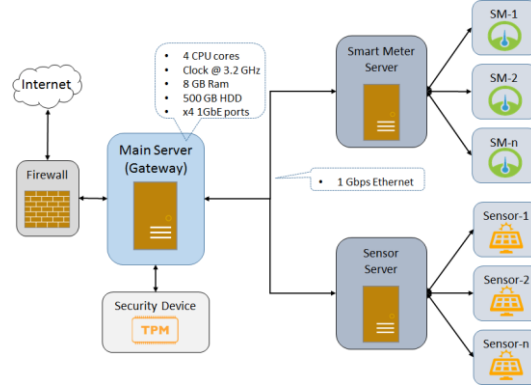 Internet
Firewall
• 4 CPU cores
• Clock @ 3.2 GHz
• 8 GB Ram
• 500 GB HDD
• x4 1GbE ports
Main Server
(Gateway)
Security Device
TPM
Smart Meter
Server
• 1 Gbps Ethernet
Sensor
Server
SM-1
SM-2
SM-n
Sensor-1
Sensor-2
Sensor-n